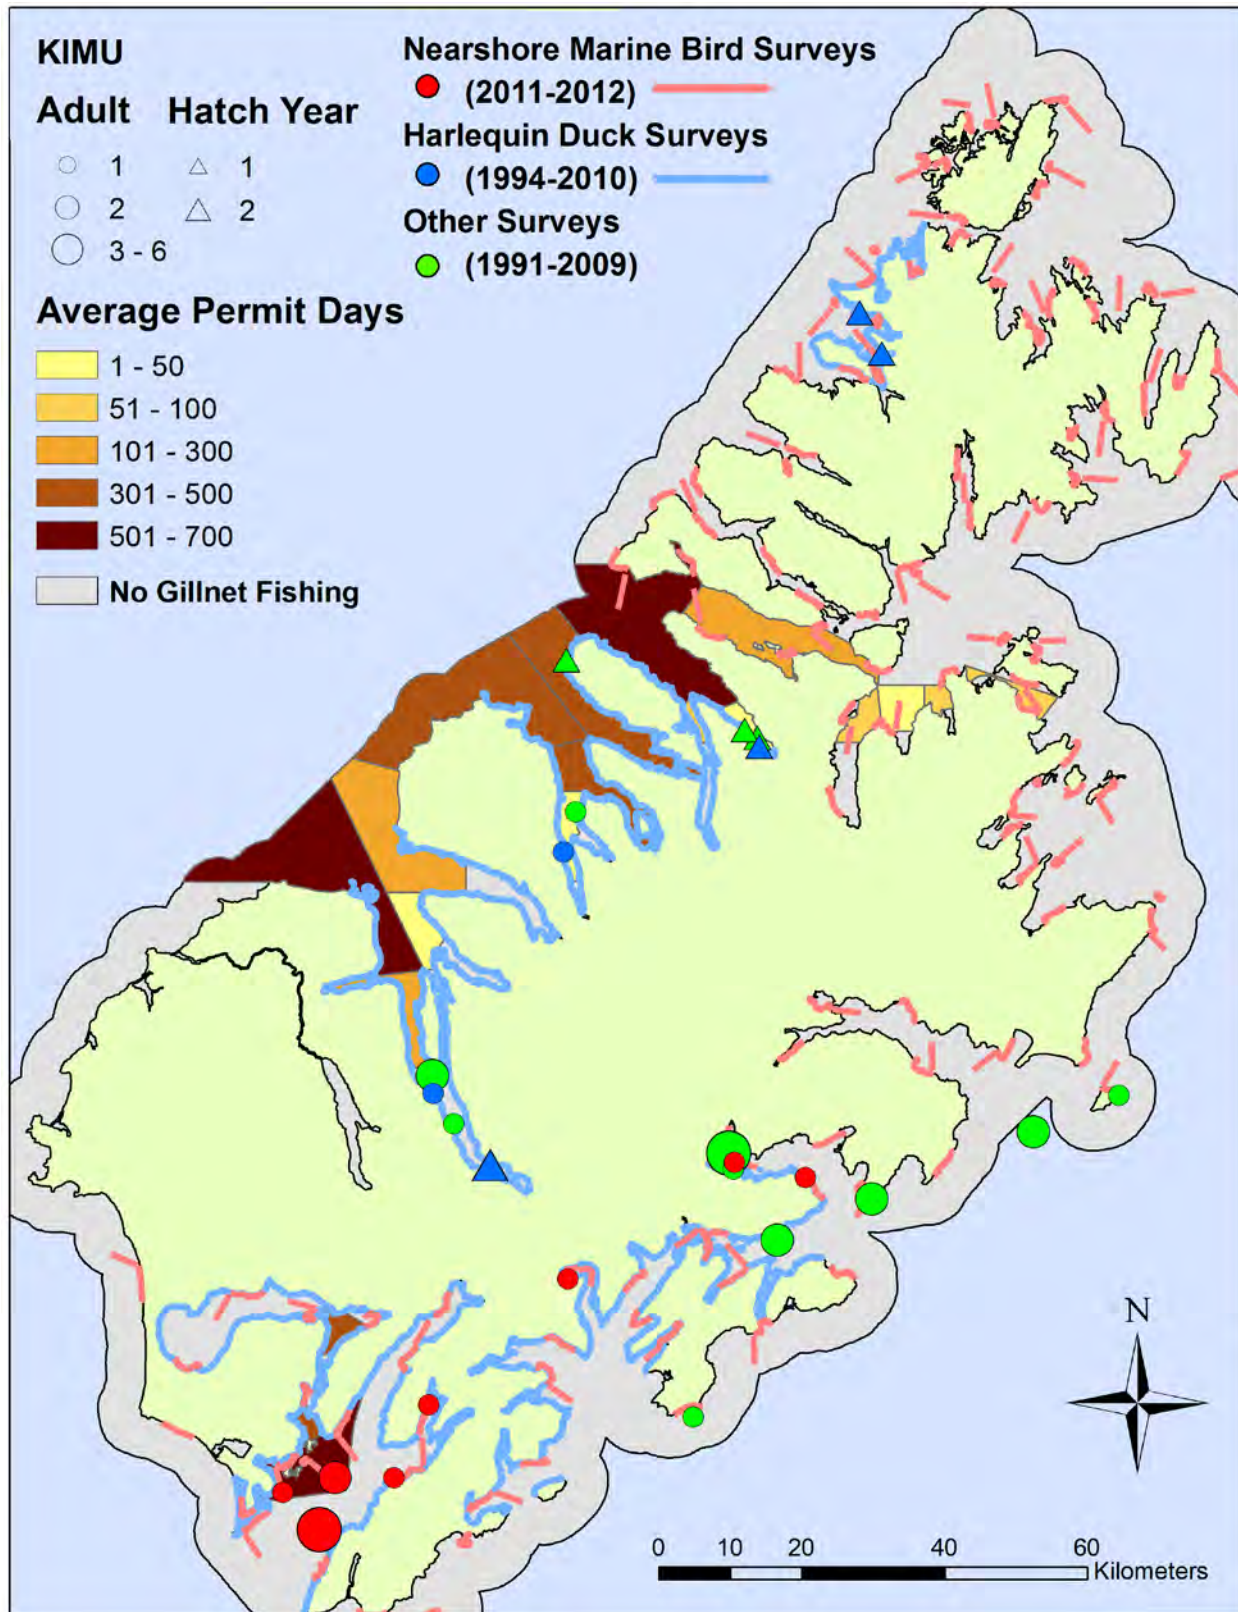 KIMU
Adult Hatch Year
1 1
2 2
3 - 6
Nearshore Marine Bird Surveys
(2011-2012)
Harlequin Duck Surveys
(1994-2010)
Other Surveys
(1991-2009)
Average Permit Days
1 - 50
51 - 100
101 - 300
301 - 500
501 - 700
No Gillnet Fishing
N
0 10 20 40 60
Kilometers